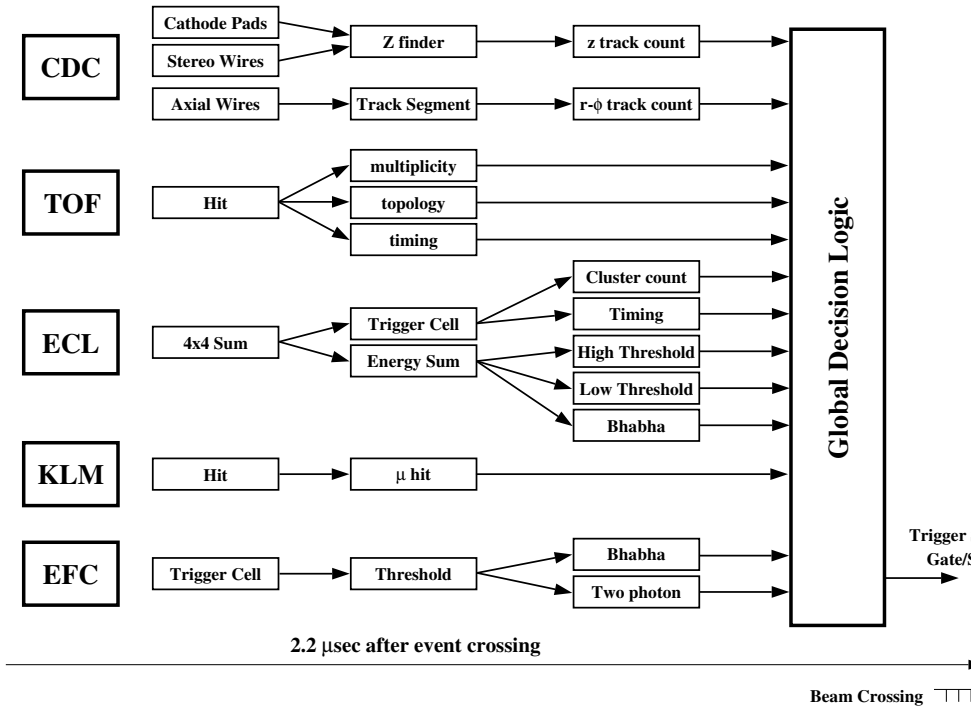 CDC
Cathode Pads
Stereo Wires
Axial Wires
Z finder
Track Segment
z track count
r-ϕ track count
TOF
Hit
multiplicity
topology
timing
ECL
4x4 Sum
Trigger Cell
Energy Sum
Cluster count
Timing
High Threshold
Low Threshold
Bhabha
KLM
Hit
μ hit
EFC
Trigger Cell
Threshold
Bhabha
Two photon
Global Decision Logic
Trigger
Gate/S
2.2 μsec after event crossing
Beam Crossing